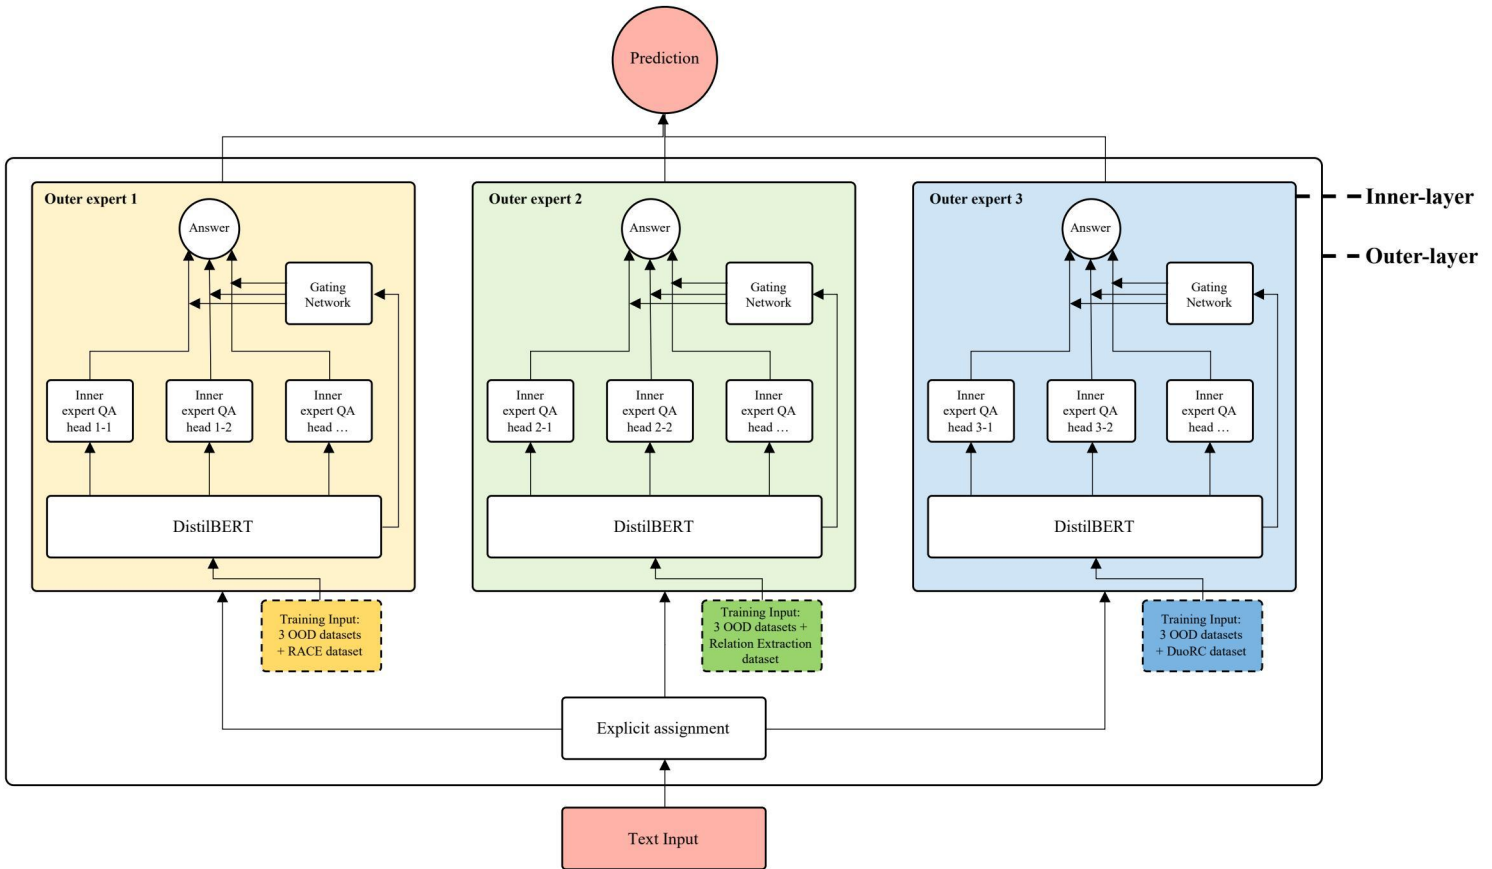 Prediction
Outer expert 1
Answer
Gating
Network
Inner
expert QA
head 1-1
Inner
expert QA
head 1-2
Inner
expert QA
head …
DistilBERT
Training Input:
3 OOD datasets
+ RACE dataset
Outer expert 2
Answer
Gating
Network
Inner
expert QA
head 2-1
Inner
expert QA
head 2-2
Inner
expert QA
head …
DistilBERT
Training Input:
3 OOD datasets +
Relation Extraction
dataset
Outer expert 3
Answer
Gating
Network
Inner
expert QA
head 3-1
Inner
expert QA
head 3-2
Inner
expert QA
head …
DistilBERT
Training Input:
3 OOD datasets
+ DuoRC dataset
Inner-layer
Outer-layer
Explicit assignment
Text Input